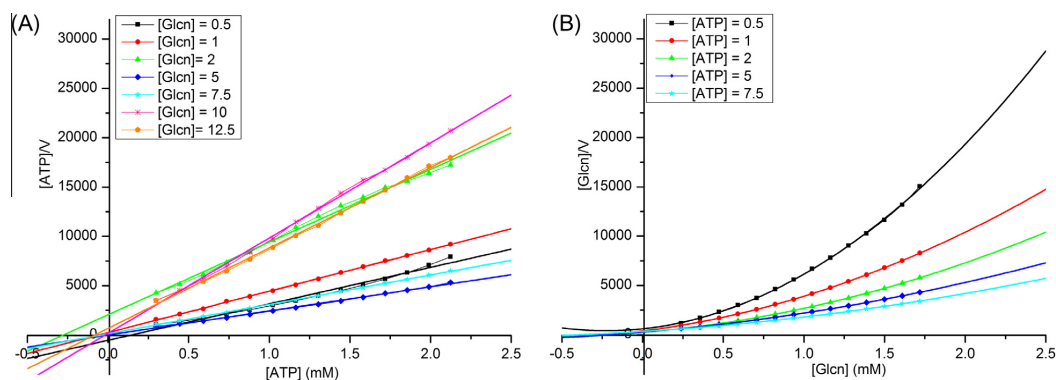 (A)
[Glcn] = 0.5
[Glcn] = 1
[Glcn]= 2
[Glcn] = 5
[Glcn] = 7.5
[Glcn] = 10
[Glcn] = 12.5
30000
25000
20000
15000
10000
5000
0
[ATP]/V
-0.5 0.0 0.5 1.0 1.5 2.0 2.5
[ATP] (mM)
(B)
[ATP] = 0.5
[ATP] = 1
[ATP] = 2
[ATP] = 5
[ATP] = 7.5
30000
25000
20000
15000
10000
5000
0
[Glcn]/V
-0.5 0.0 0.5 1.0 1.5 2.0 2.5
[Glcn] (mM)